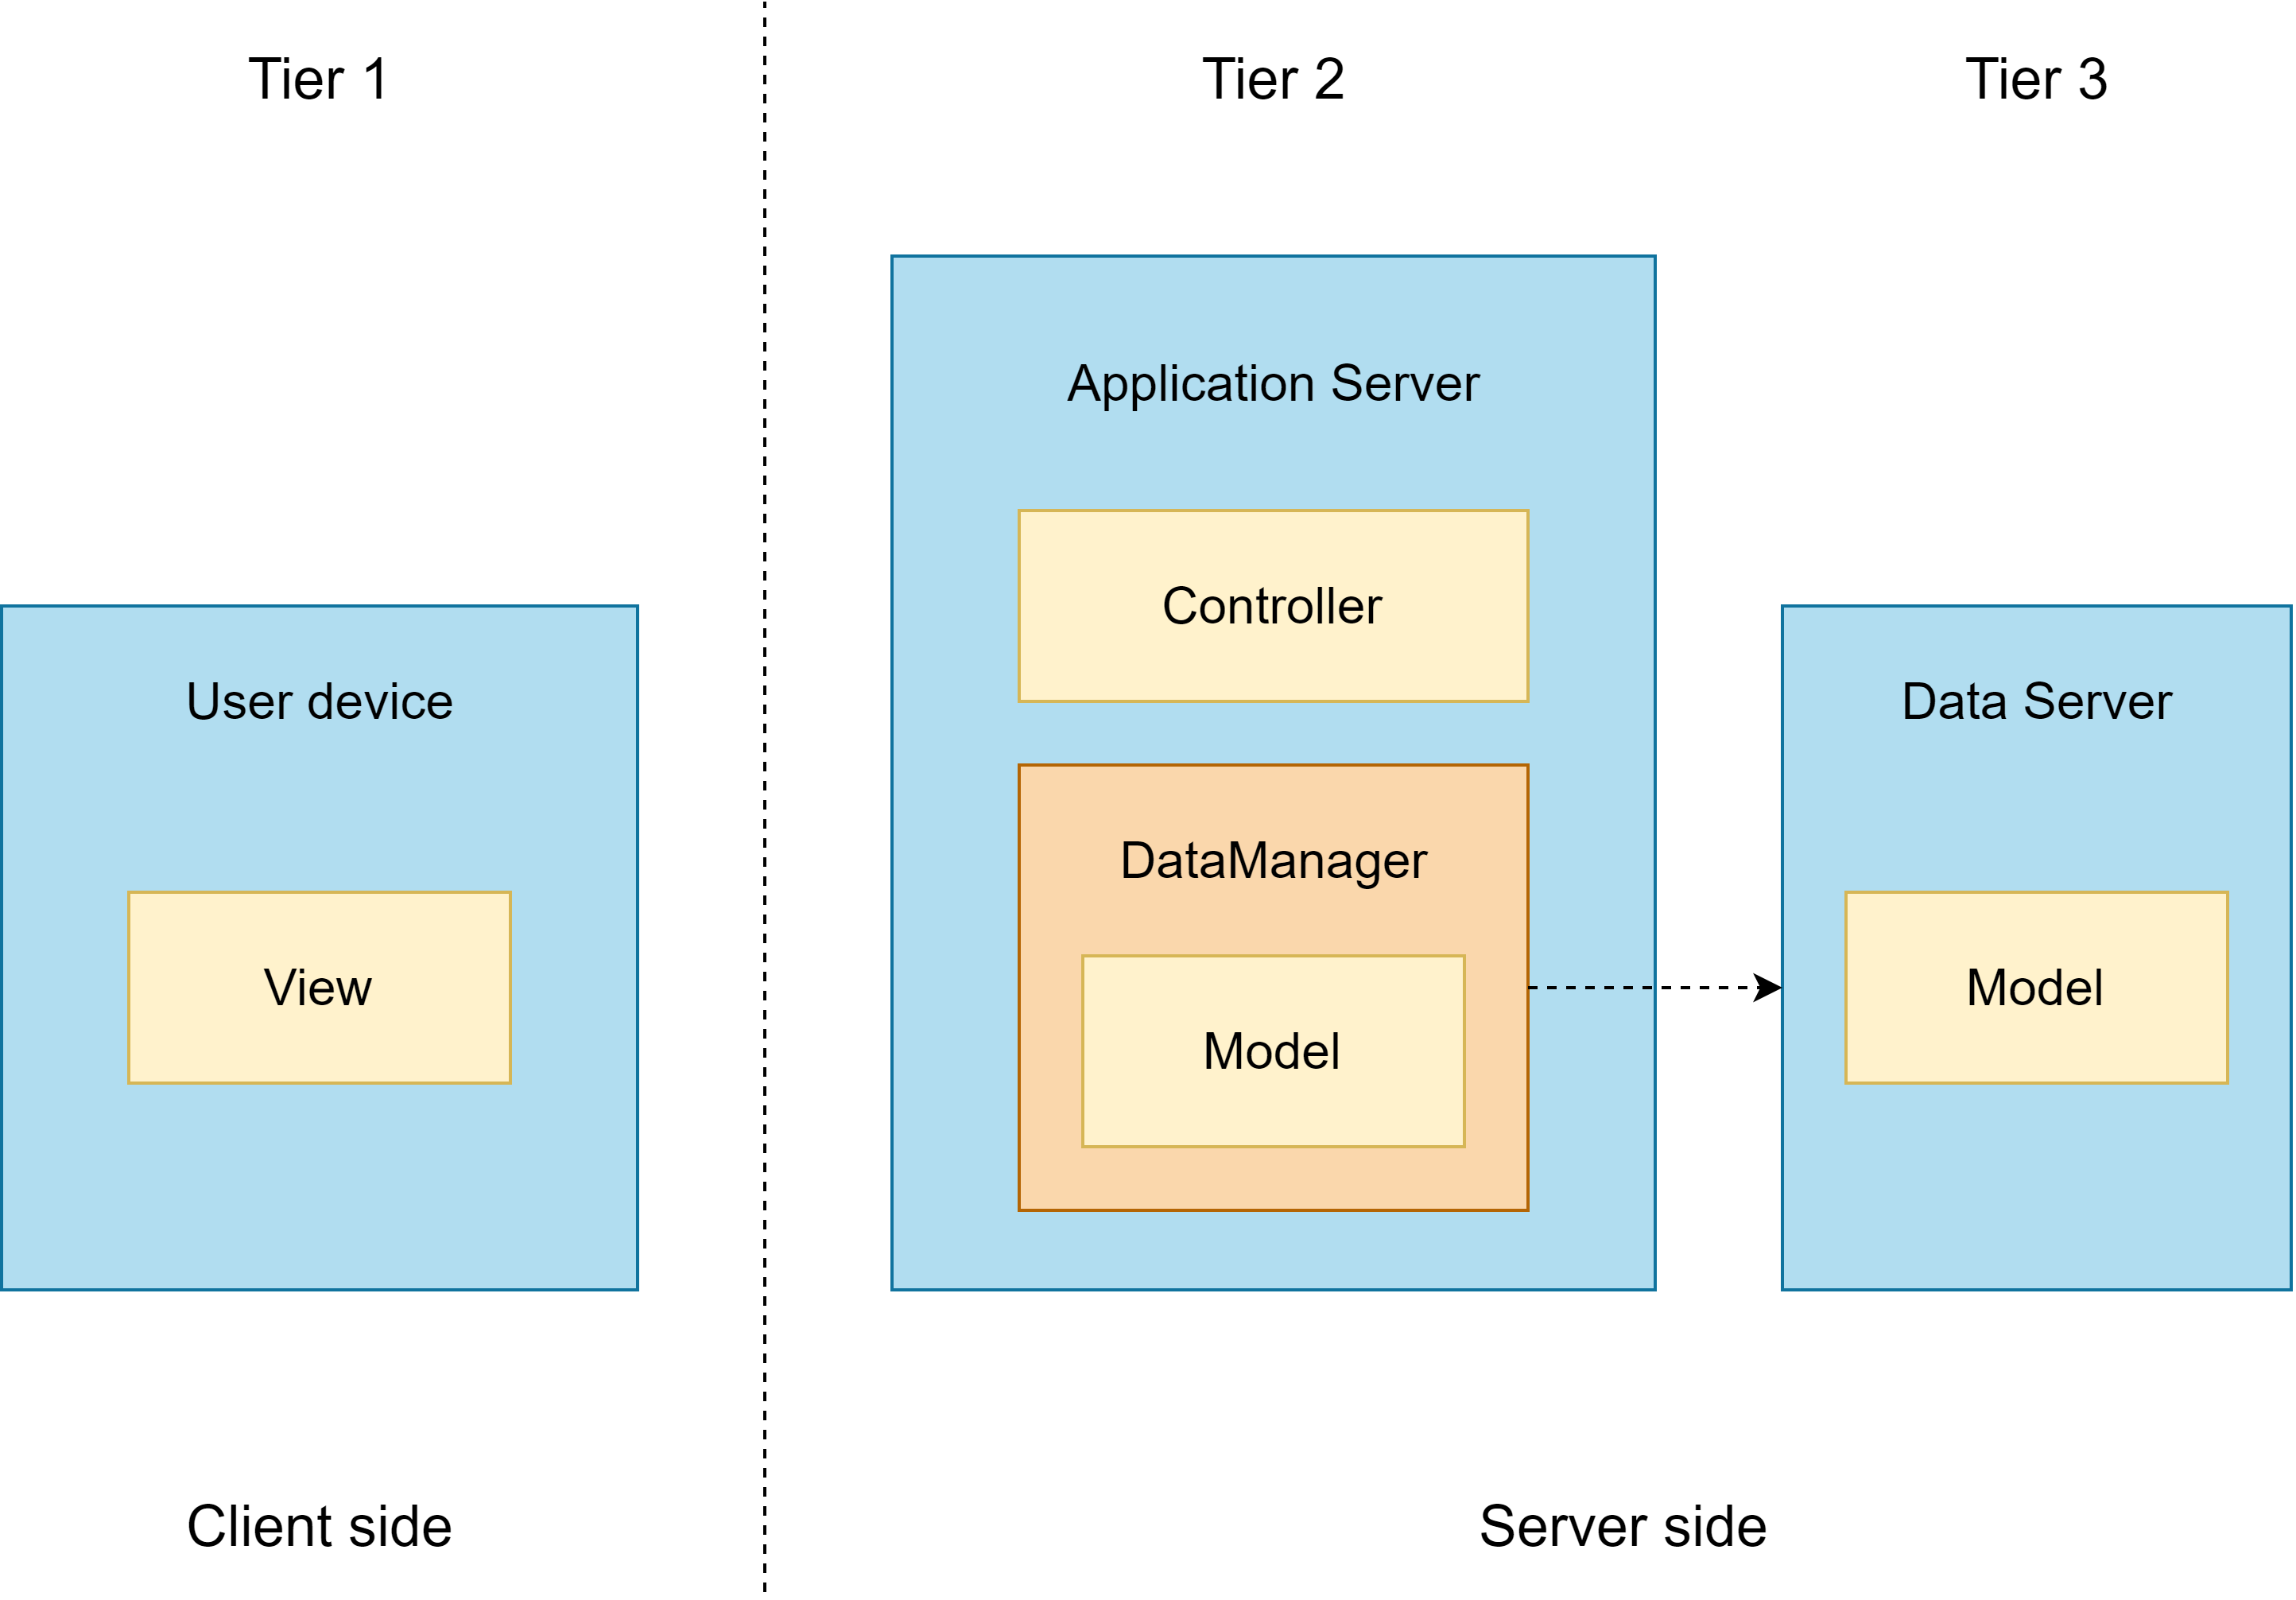 Tier 1
Tier 2
Tier 3
Application Server
Controller
User device
Data Server
DataManager
View
Model
Model
Client side
Server side